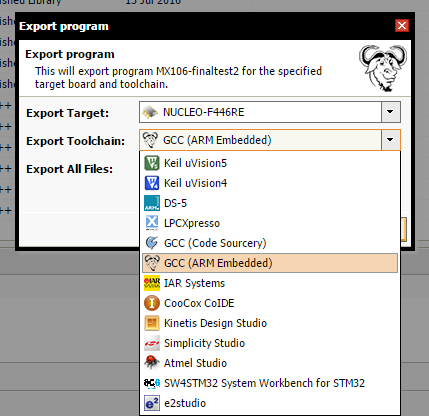 15 Jul 2016
Export program
Export program
This will export program MX106-finaltest2 for the specified
target board and toolchain.
Export Target:
NUCLEO-F446RE
Export Toolchain:
GCC (ARM Embedded)
Export All Files:
Keil uVision5
Keil uVision4
DS-5
LPCXpresso
GCC (Code Sourcery)
GCC (ARM Embedded)
IAR Systems
CooCox CoIDE
Kinetis Design Studio
Simplicity Studio
Atmel Studio
SW4STM32 System Workbench for STM32
e2studio